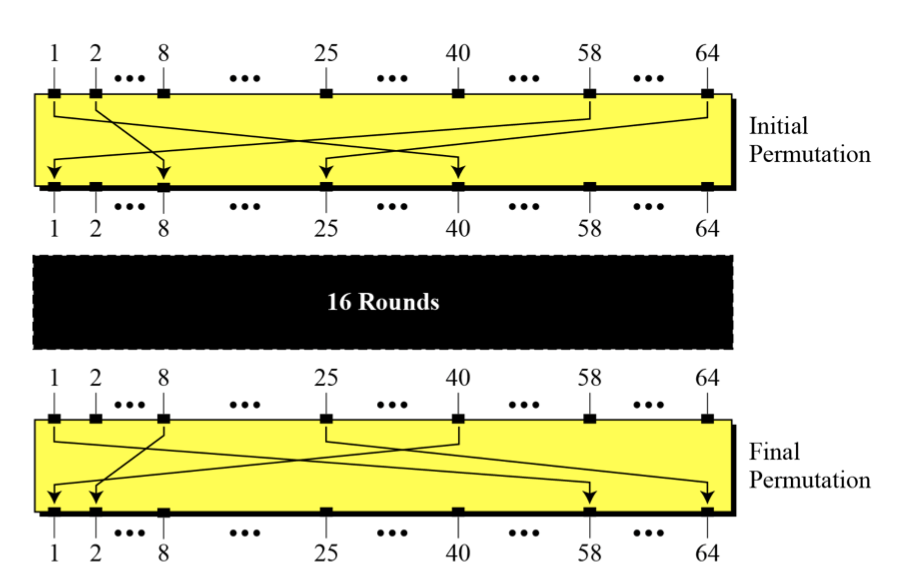 1 2 8 25 40 58 64
••• ••• ••• ••• •••
Initial
Permutation
••• ••• ••• ••• •••
1 2 8 25 40 58 64
16 Rounds
1 2 8 25 40 58 64
••• ••• ••• ••• •••
Final
Permutation
••• ••• ••• ••• •••
1 2 8 25 40 58 64